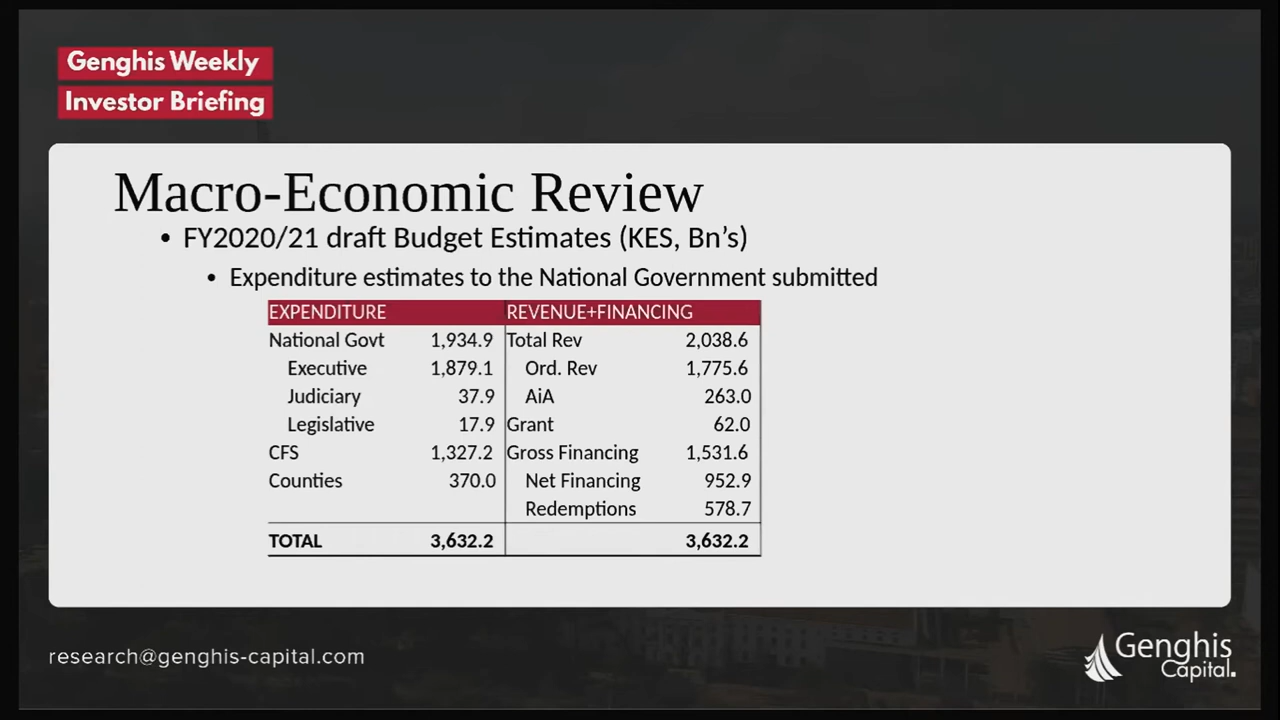 Genghis Weekly
Investor Briefing
Macro-Economic Review
• FY2020/21 draft Budget Estimates (KES, Bn’s)
• Expenditure estimates to the National Government submitted
EXPENDITURE REVENUE+FINANCING
National Govt 1,934.9 Total Rev 2,038.6
Executive 1,879.1 Ord. Rev 1,775.6
Judiciary 37.9 AiA 263.0
Legislative 17.9 Grant 62.0
CFS 1,327.2 Gross Financing 1,531.6
Counties 370.0 Net Financing 952.9
Redemptions 578.7
TOTAL 3,632.2 3,632.2
research@genghis-capital.com
Genghis
Capital.